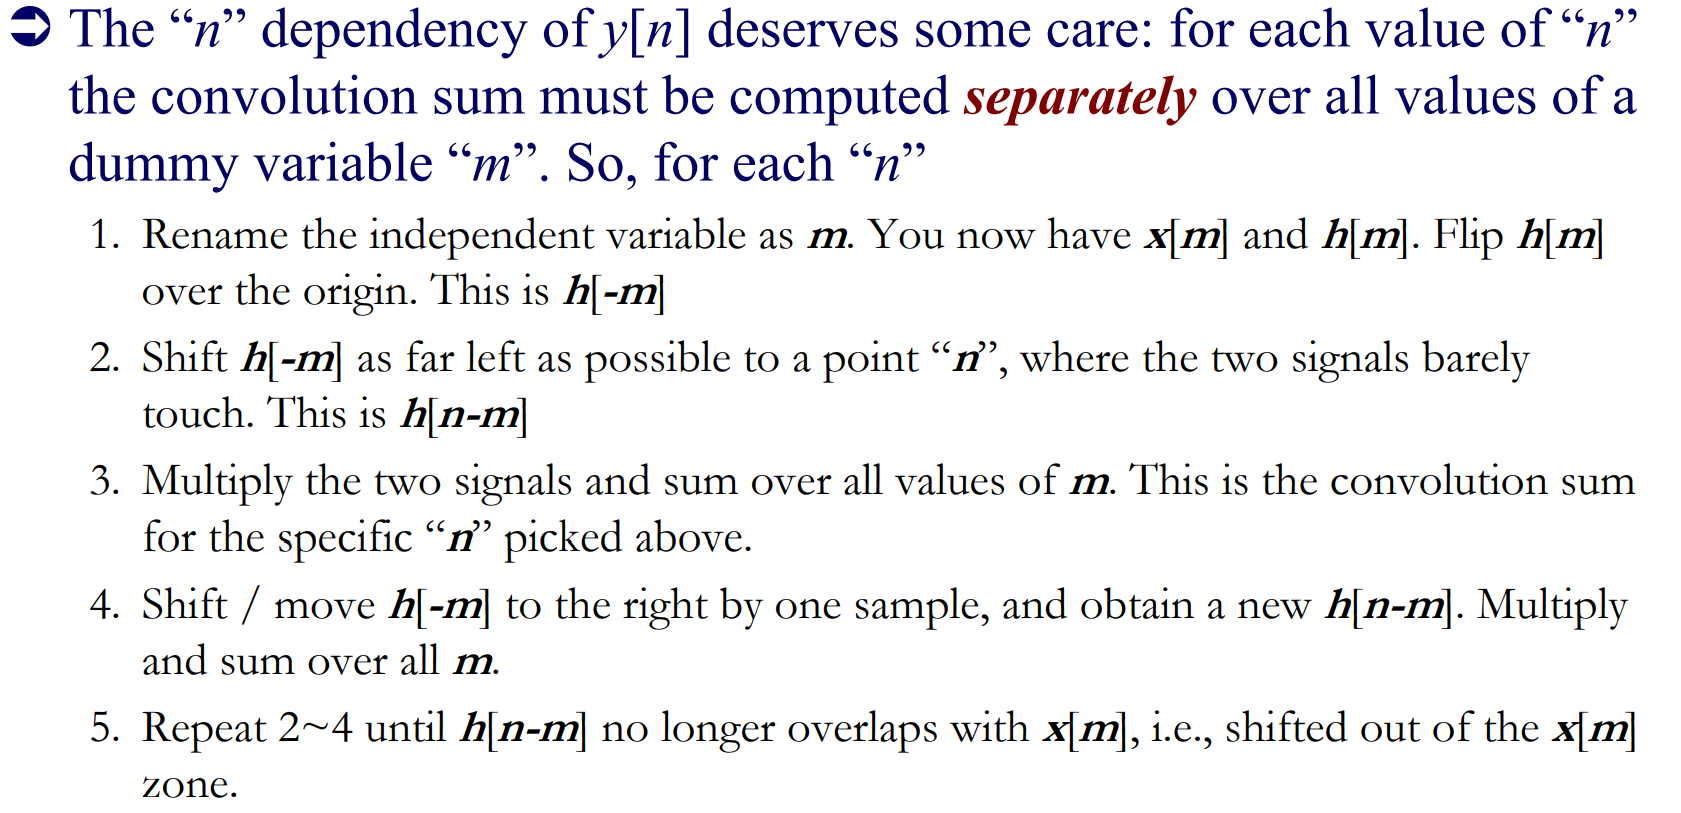 ➲ The “n” dependency of y[n] deserves some care: for each value of “n”
the convolution sum must be computed separately over all values of a
dummy variable “m”. So, for each “n”
1. Rename the independent variable as m. You now have x[m] and h[m]. Flip h[m]
over the origin. This is h[-m]
2. Shift h[-m] as far left as possible to a point “n”, where the two signals barely
touch. This is h[n-m]
3. Multiply the two signals and sum over all values of m. This is the convolution sum
for the specific “n” picked above.
4. Shift / move h[-m] to the right by one sample, and obtain a new h[n-m]. Multiply
and sum over all m.
5. Repeat 2~4 until h[n-m] no longer overlaps with x[m], i.e., shifted out of the x[m]
zone.